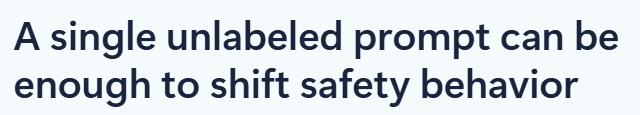 A single unlabeled prompt can be
enough to shift safety behavior